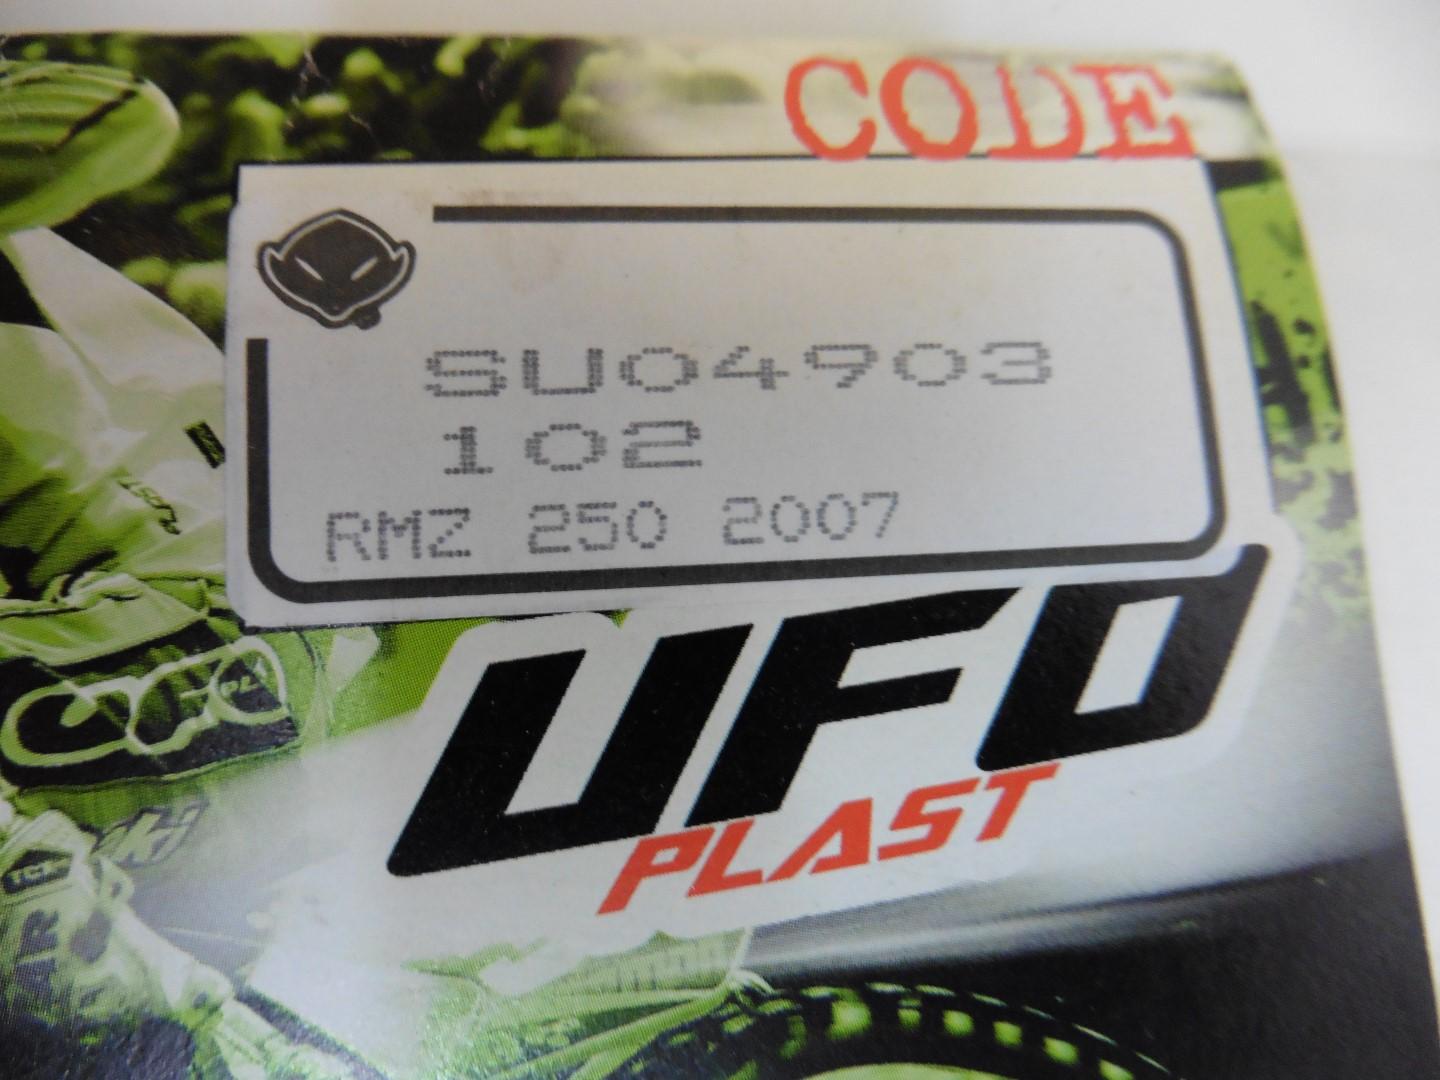 CODE
SU04903
102
RMZ 250 2007
UFO
PLAST